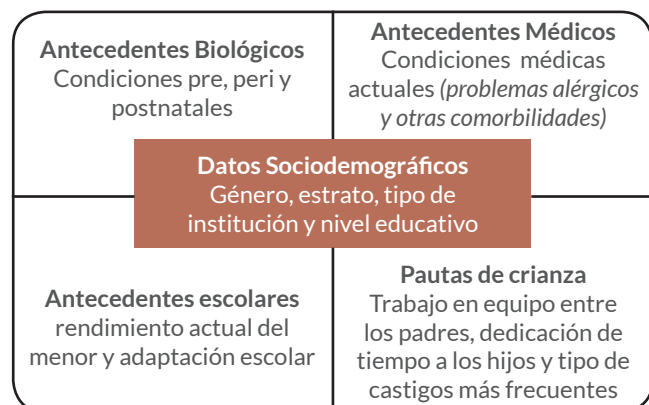 Antecedentes Biológicos
Condiciones pre, peri y
postnatales
Antecedentes Médicos
Condiciones médicas
actuales (problemas alérgicos
y otras comorbilidades)
Datos Sociodemográficos
Género, estrato, tipo de
institución y nivel educativo
Antecedentes escolares
rendimiento actual del
menor y adaptación escolar
Pautas de crianza
Trabajo en equipo entre
los padres, dedicación de
tiempo a los hijos y tipo de
castigos más frecuentes